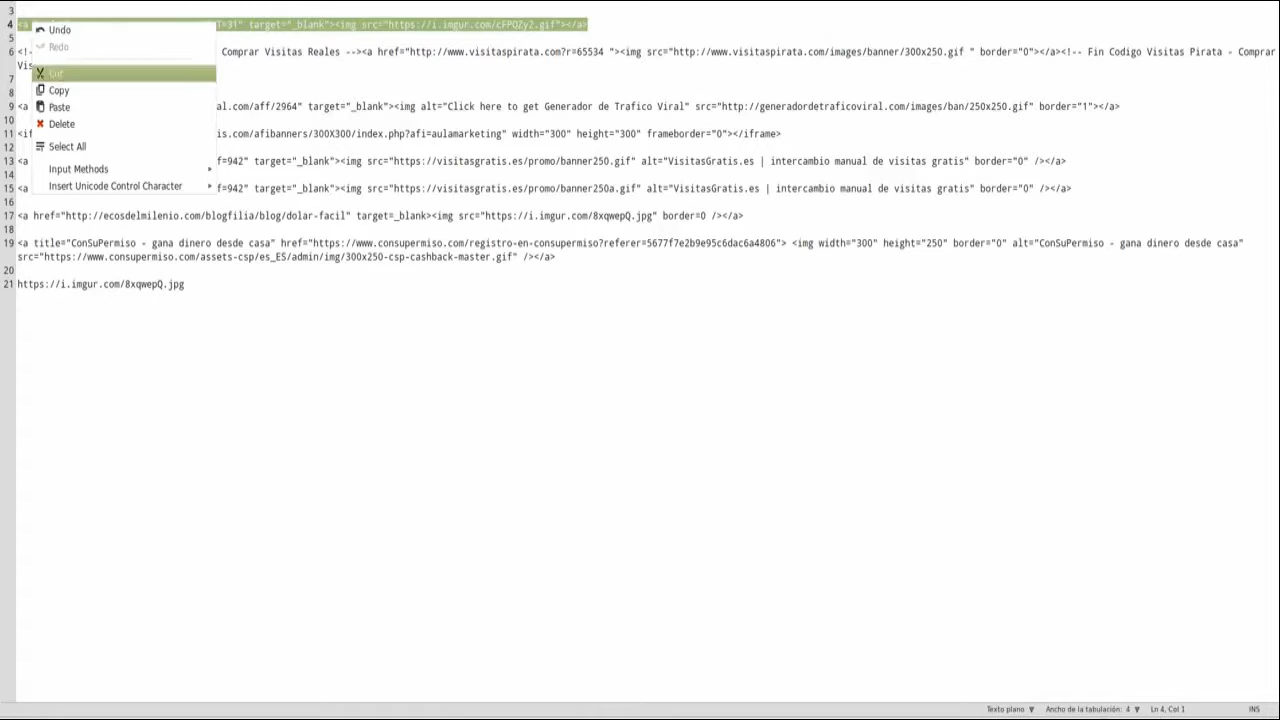 3
4 <a T=3f" target="_blank"><img src="https://i.imgur.com/cFPOZy2.gif"></a>
Undo
5
Redo
6 <!- Comprar Visitas Reales --><a href="http://www.visitaspirata.com?r=65534 "><img src="http://www.visitaspirata.com/images/banner/300x250.gif " border="0"></a><!-- Fin Codigo Visitas Pirata - Comprar
Vis
Cut
7
Copy
8
9 <a al.com/aff/2964" target="_blank"><img alt="Click here to get Generador de Trafico Viral" src="http://generadordetraficoviral.com/images/ban/250x250.gif" border="1"></a>
Paste
10
Delete
11 <if is.com/afibanners/300X300/index.php?afi=aulamarketing" width="300" height="300" frameborder="0"></iframe>
12
Select All
13 <a f=942" target="_blank"><img src="https://visitasgratis.es/promo/banner250.gif" alt="VisitasGratis.es | intercambio manual de visitas gratis" border="0" /></a>
Input Methods
14
15 <a f=942" target="_blank"><img src="https://visitasgratis.es/promo/banner250a.gif" alt="VisitasGratis.es | intercambio manual de visitas gratis" border="0" /></a>
Insert Unicode Control Character
16
17 <a href="http://ecosdelmilenio.com/blogfilia/blog/dolar-facil" target=_blank><img src="https://i.imgur.com/8xqwepQ.jpg" border=0 /></a>
18
19 <a title="ConSuPermiso - gana dinero desde casa" href="https://www.consupermiso.com/registro-en-consupermiso?referer=5677f7e2b9e95c6dac6a4806"> <img width="300" height="250" border="0" alt="ConSuPermiso - gana dinero desde casa"
src="https://www.consupermiso.com/assets-csp/es_ES/admin/img/300x250-csp-cashback-master.gif" /></a>
20
21 https://i.imgur.com/8xqwepQ.jpg
Texto plano ▼ Ancho de la tabulación: 4 ▼ Ln 4, Col 1 INS